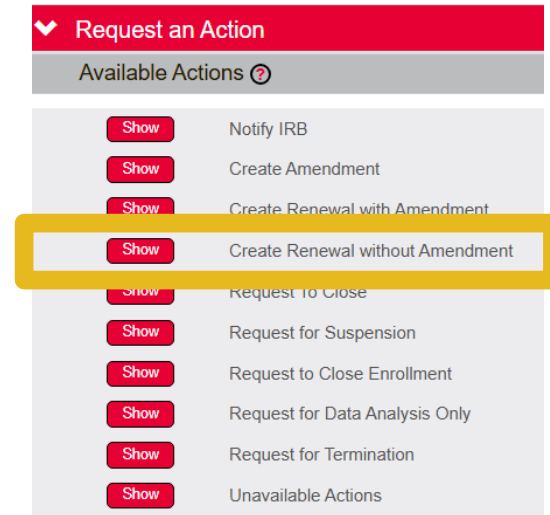 Request an Action
Available Actions ?
Show Notify IRB
Show Create Amendment
Show Create Renewal with Amendment
Show Create Renewal without Amendment
Show Request To Close
Show Request for Suspension
Show Request to Close Enrollment
Show Request for Data Analysis Only
Show Request for Termination
Show Unavailable Actions